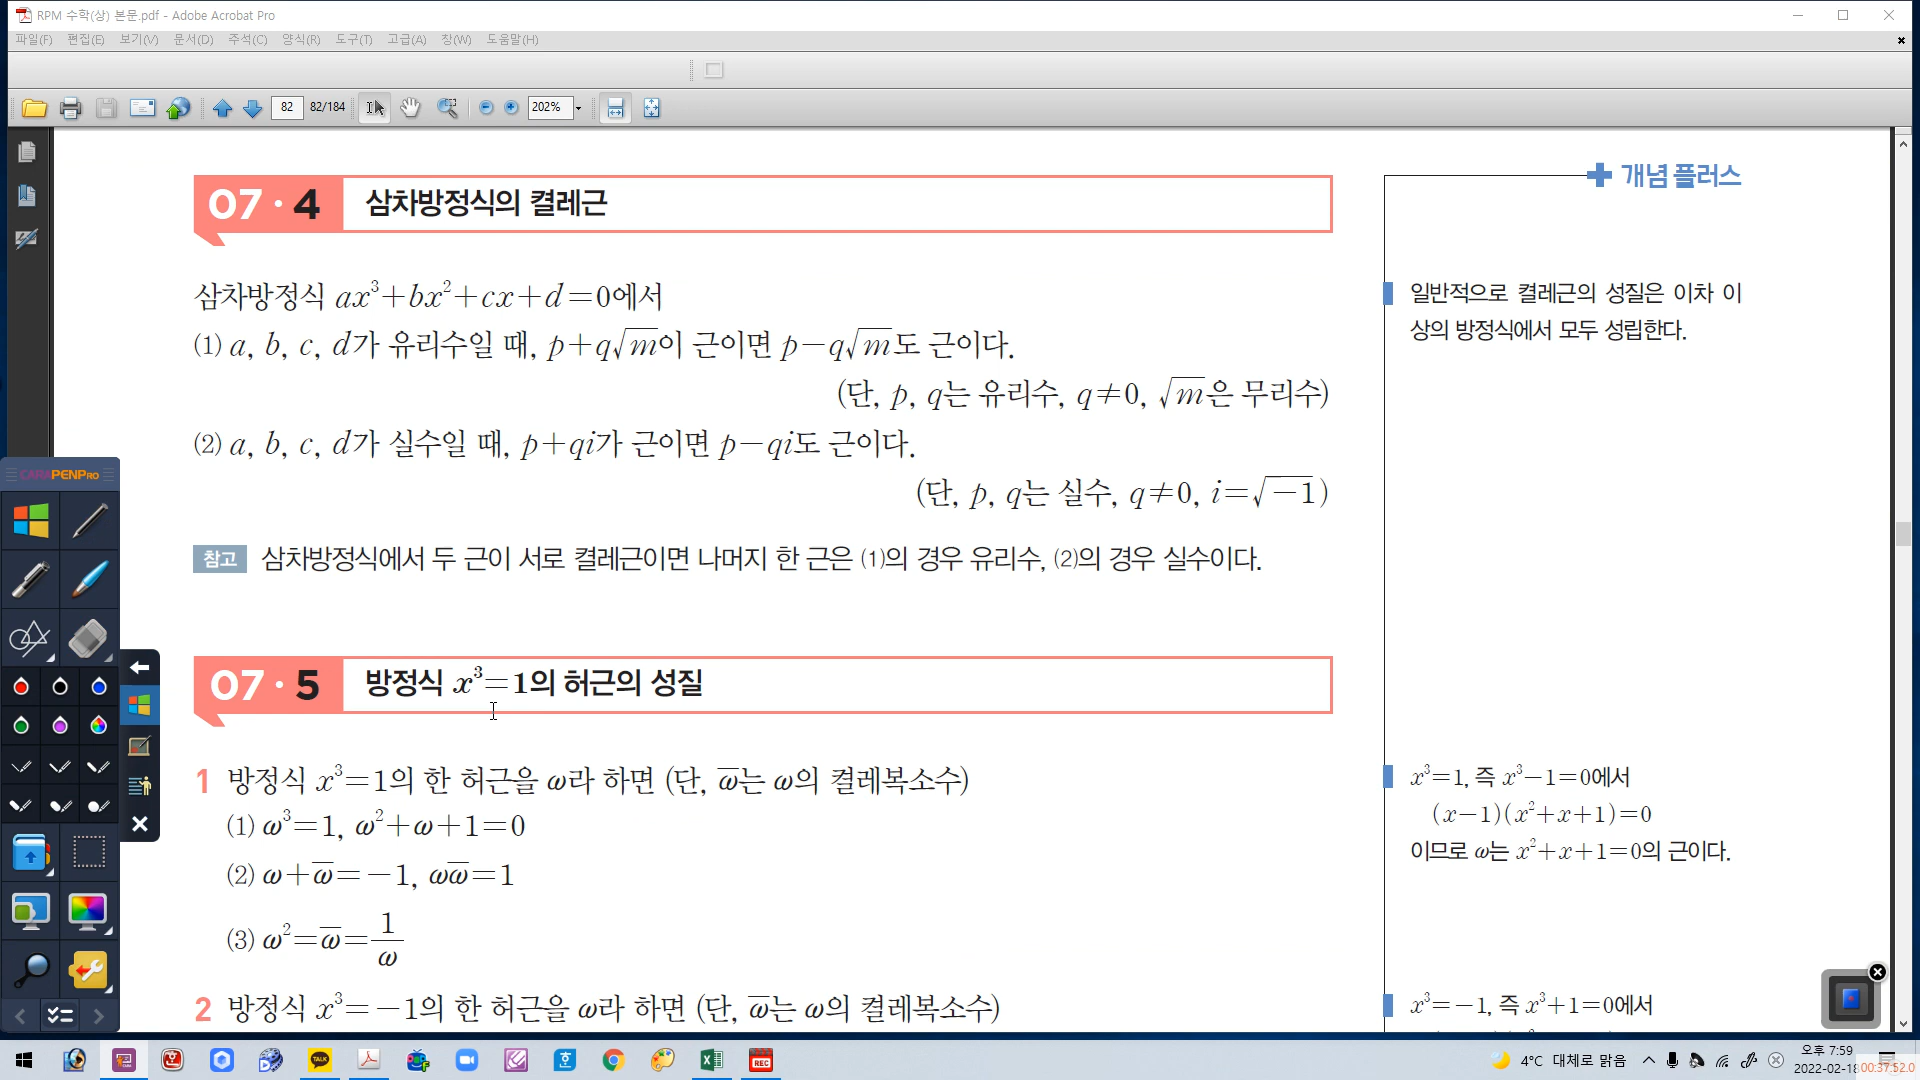 RPM 수학(상) 본문.pdf - Adobe Acrobat Pro
파일(F) 편집(E) 보기(V) 문서(D) 주석(C) 양식(R) 도구(T) 고급(A) 창(W) 도움말(H)
82 82/184 202%
개념 플러스
07·4 삼차방정식의 켤레근
삼차방정식 ax³+bx²+cx+d=0에서
(1) a, b, c, d가 유리수일 때, p+q√m이 근이면 p−q√m도 근이다.
(단, p, q는 유리수, q≠0, √m은 무리수)
(2) a, b, c, d가 실수일 때, p+qi가 근이면 p−qi도 근이다.
(단, p, q는 실수, q≠0, i=√−1)
참고 삼차방정식에서 두 근이 서로 켤레근이면 나머지 한 근은 (1)의 경우 유리수, (2)의 경우 실수이다.
일반적으로 켤레근의 성질은 이차 이
상의 방정식에서 모두 성립한다.
07·5 방정식 x³=1의 허근의 성질
1 방정식 x³=1의 한 허근을 ω라 하면 (단, ω̅는 ω의 켤레복소수)
(1) ω³=1, ω²+ω+1=0
(2) ω+ω̅=−1, ωω̅=1
(3) ω²=ω̅=1/ω
2 방정식 x³=−1의 한 허근을 ω라 하면 (단, ω̅는 ω의 켤레복소수)
x³=1, 즉 x³−1=0에서
(x−1)(x²+x+1)=0
이므로 ω는 x²+x+1=0의 근이다.
x³=−1, 즉 x³+1=0에서
CARAPENPRO
TALK
REC
4°C 대체로 맑음
오후 7:59
2022-02-18
00:37:52.0